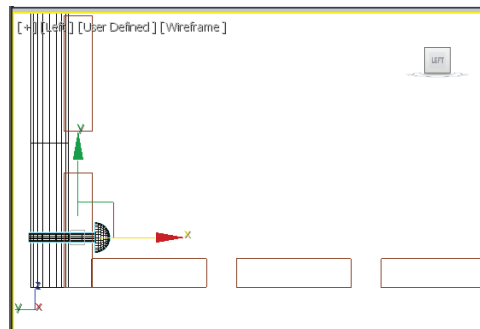 [+] [Left] [User Defined] [Wireframe]
LEFT
y
x
z
y
x